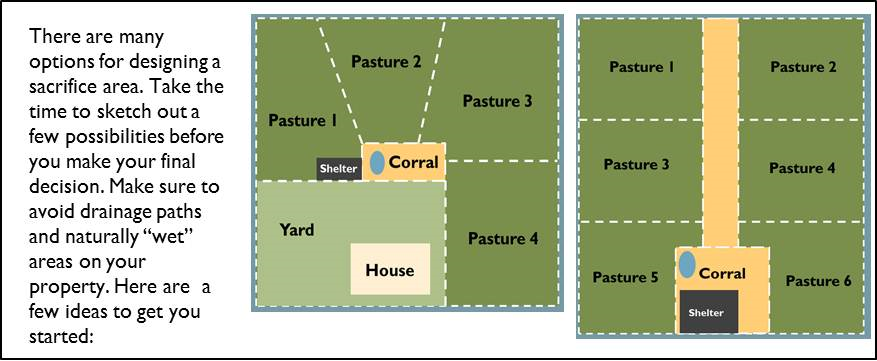 There are many
options for designing a
sacrifice area. Take the
time to sketch out a
few possibilities before
you make your final
decision. Make sure to
avoid drainage paths
and naturally “wet”
areas on your
property. Here are  a
few ideas to get you
started:
Pasture 2
Pasture 3
Pasture 1
Shelter
Corral
Yard
Pasture 4
House
Pasture 1
Pasture 2
Pasture 3
Pasture 4
Pasture 5
Corral
Pasture 6
Shelter